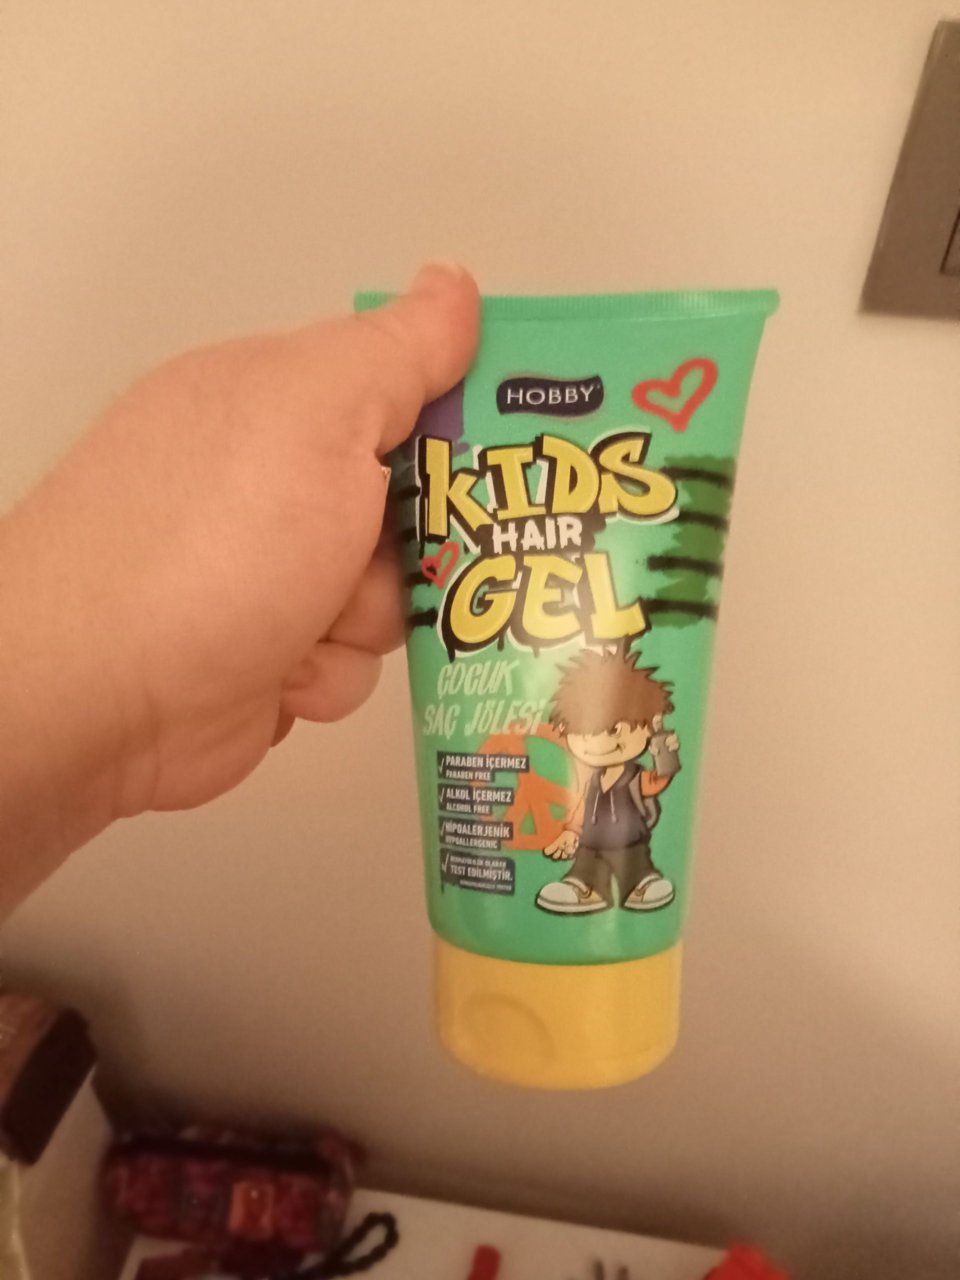 HOBBY
KIDS
HAIR
GEL
ÇOCUK
SAÇ JÖLESİ
PARABEN İÇERMEZ
PARABEN FREE
ALKOL İÇERMEZ
ALCOHOL FREE
HİPOALERJENİK
HYPOALLERGENIC
TEST EDİLMİŞTİR.